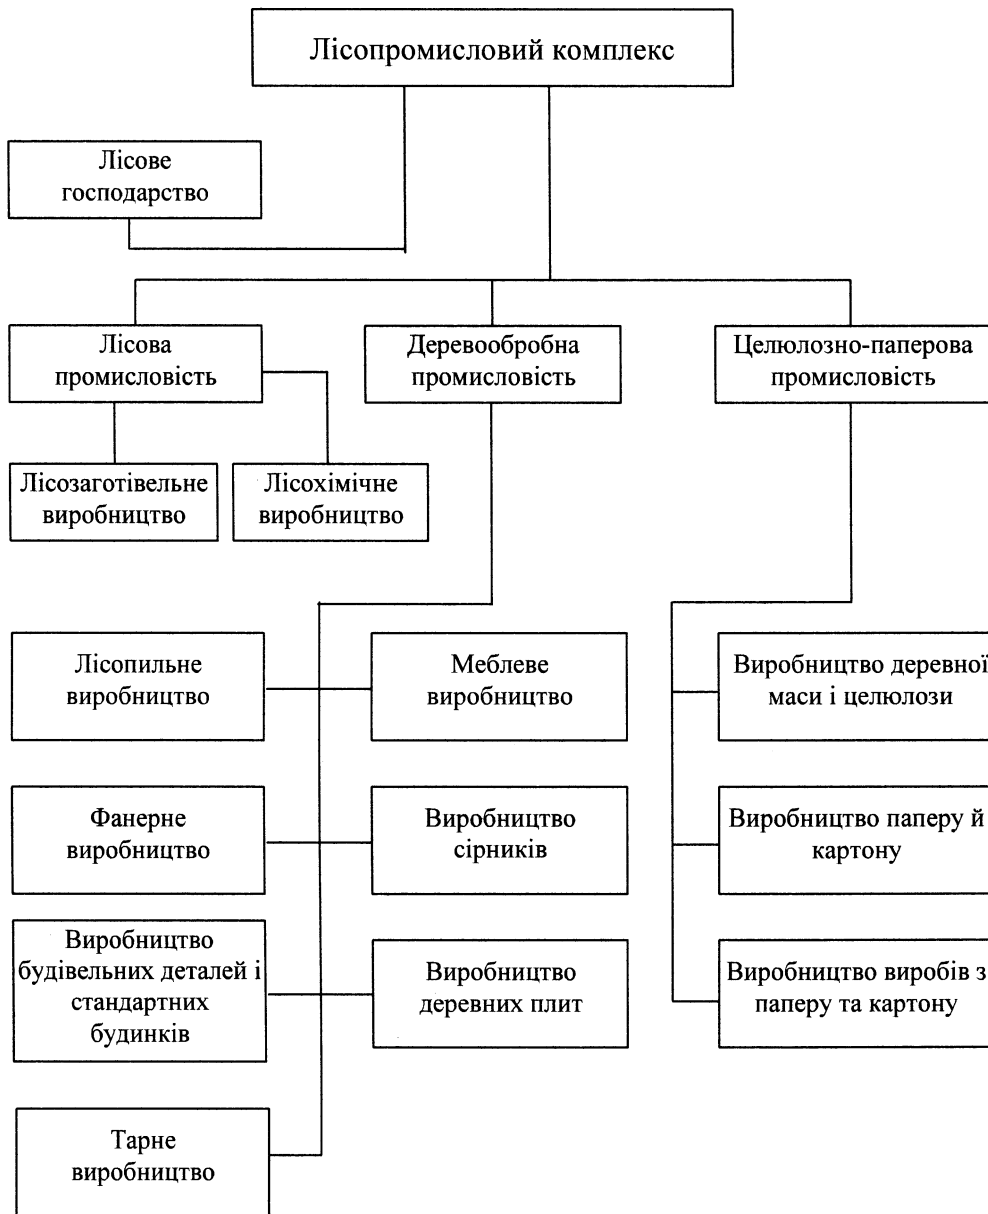 Лісопромисловий комплекс
Лісове
господарство
Лісова
промисловість
Деревообробна
промисловість
Целюлозно-паперова
промисловість
Лісозаготівельне
виробництво
Лісохімічне
виробництво
Лісопильне
виробництво
Меблеве
виробництво
Виробництво деревної
маси і целюлози
Фанерне
виробництво
Виробництво
сірників
Виробництво паперу й
картону
Виробництво
будівельних деталей і
стандартних
будинків
Виробництво
деревних плит
Виробництво виробів з
паперу та картону
Тарне
виробництво